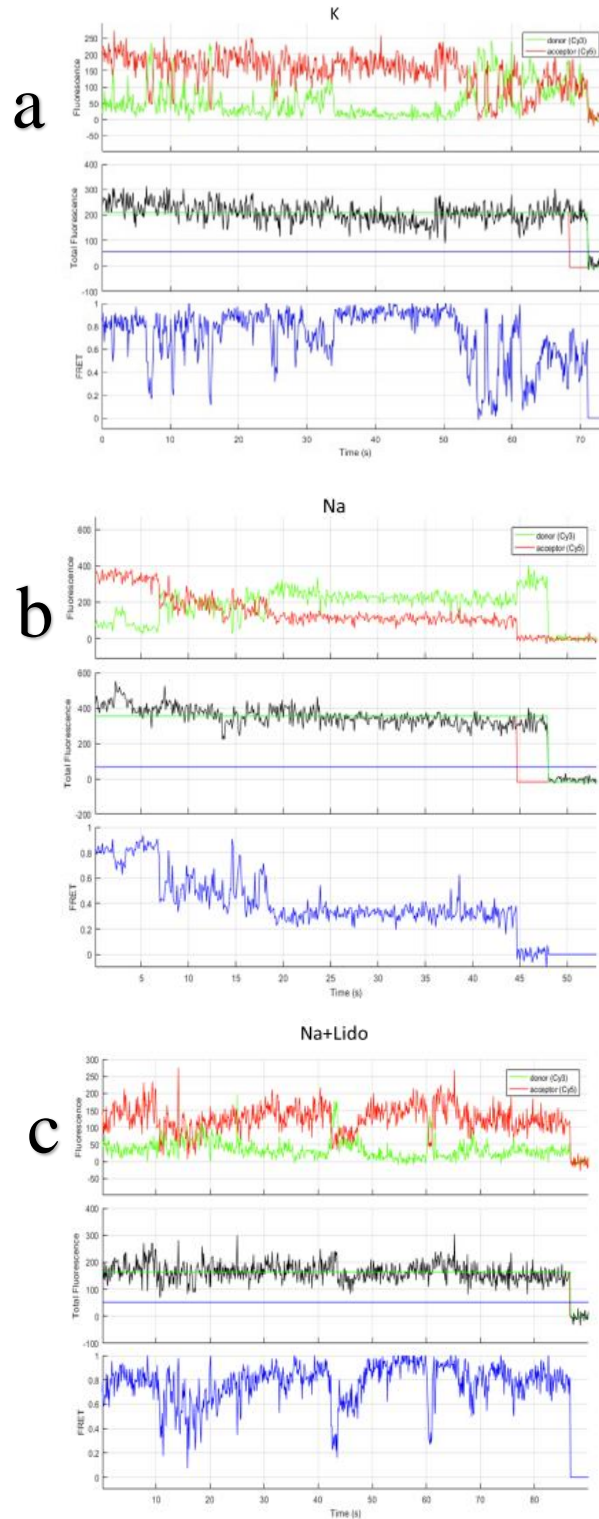 a
K
donor (Cy3)
acceptor (Cy5)
Fluorescence
250
200
150
100
50
0
-50
Total Fluorescence
400
300
200
100
0
-100
FRET
1
0.8
0.6
0.4
0.2
0
0 10 20 30 40 50 60 70
Time (s)
b
Na
donor (Cy3)
acceptor (Cy5)
Fluorescence
600
400
200
0
Total Fluorescence
600
400
200
0
-200
FRET
1
0.8
0.6
0.4
0.2
0
5 10 15 20 25 30 35 40 45 50
Time (s)
c
Na+Lido
donor (Cy3)
acceptor (Cy5)
Fluorescence
300
250
200
150
100
50
0
-50
Total Fluorescence
400
300
200
100
0
-100
FRET
1
0.8
0.6
0.4
0.2
0
10 20 30 40 50 60 70 80
Time (s)